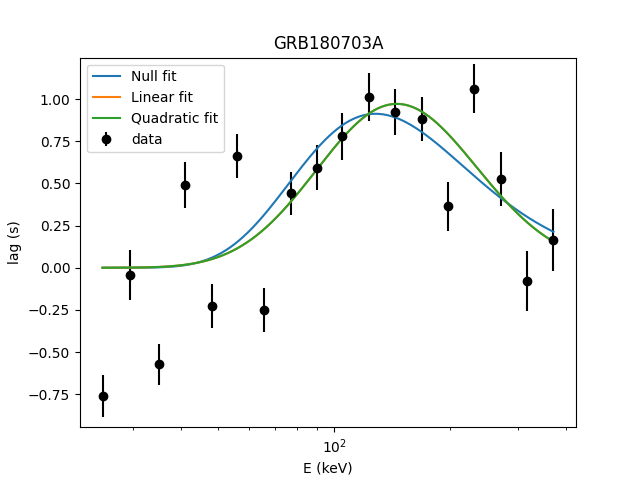 GRB180703A
Null fit
Linear fit
Quadratic fit
data
1.00
0.75
0.50
0.25
0.00
−0.25
−0.50
−0.75
lag (s)
10²
E (keV)